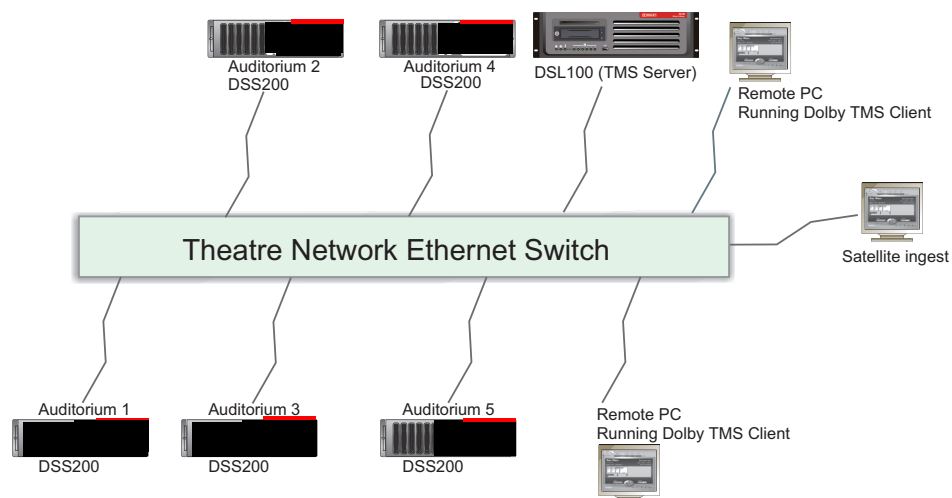 Auditorium 2
DSS200
Auditorium 4
DSS200
DSL100 (TMS Server)
Remote PC
Running Dolby TMS Client
Theatre Network Ethernet Switch
Satellite ingest
Auditorium 1
DSS200
Auditorium 3
DSS200
Auditorium 5
DSS200
Remote PC
Running Dolby TMS Client